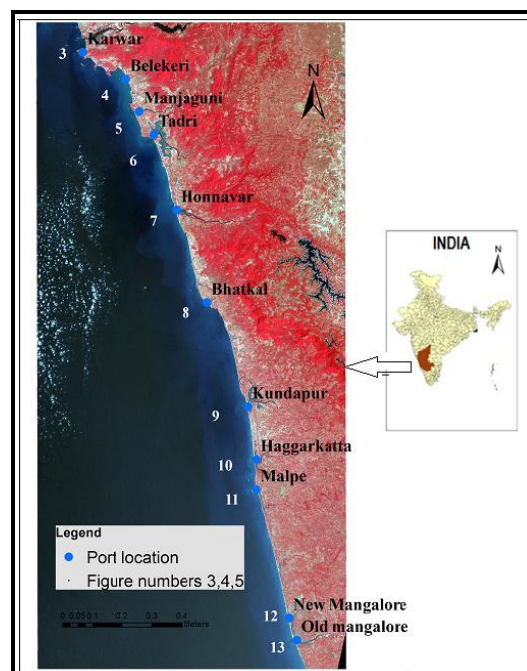 3 Karwar
Belekeri
4
Manjaguni
5 Tadri
6
N
Honnavar
7
Bhatkal
8
Kundapur
9
Haggarkatta
10
Malpe
11
Legend
Port location
Figure numbers 3,4,5
0 0.05 0.1 0.2 0.3 0.4
Meters
New Mangalore
12
Old mangalore
13
INDIA
N